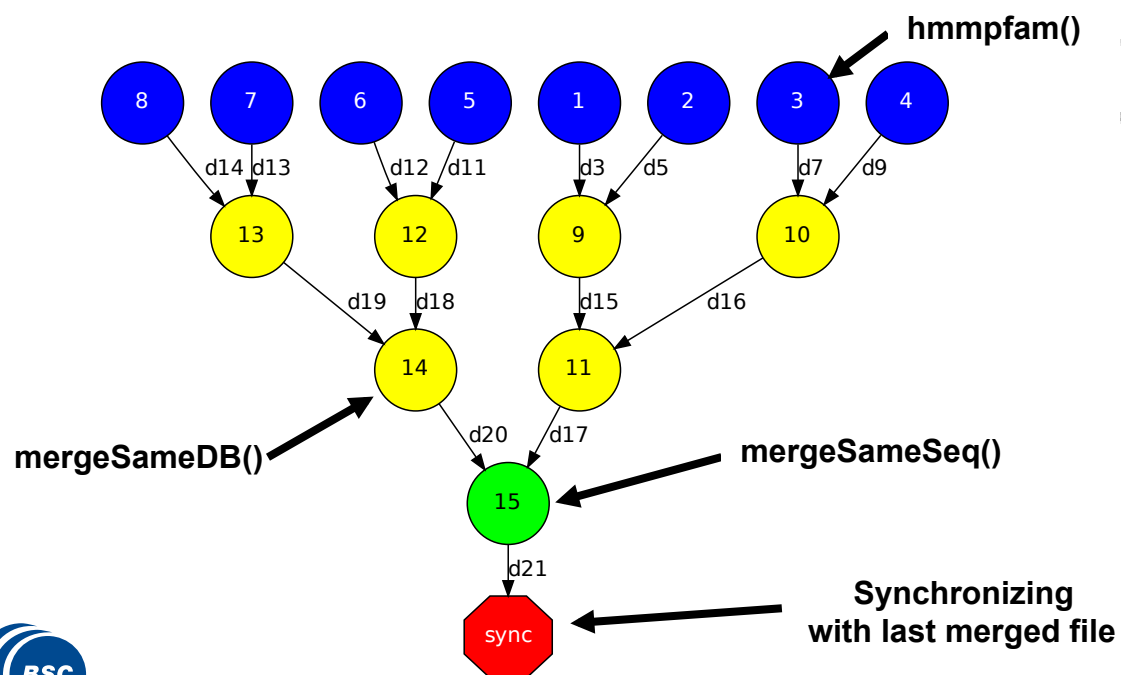 hmmpfam()
8
7
6
5
1
2
3
4
d14
d13
d12
d11
d3
d5
d7
d9
13
12
9
10
d19
d18
d15
d16
14
11
d20
d17
mergeSameDB()
mergeSameSeq()
15
d21
Synchronizing
with last merged file
sync
BSC